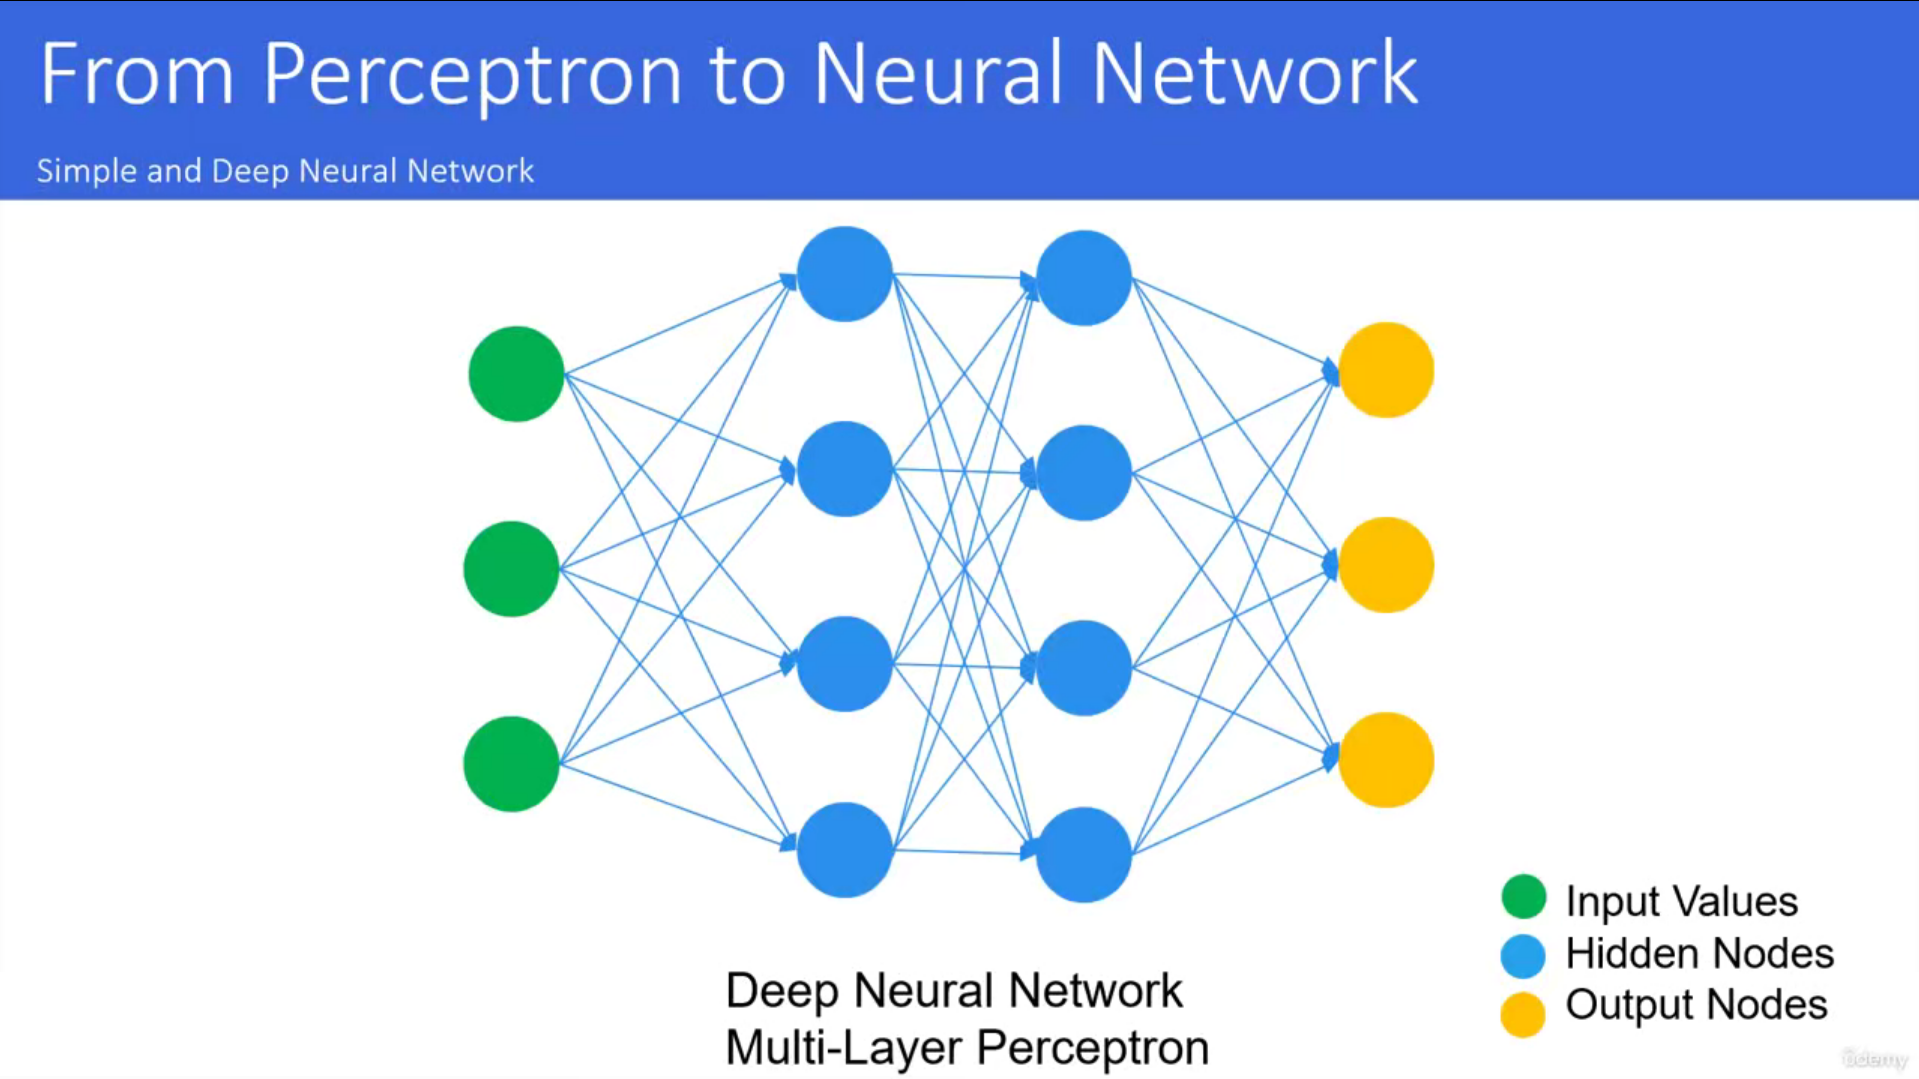 From Perceptron to Neural Network
Simple and Deep Neural Network
Input Values
Hidden Nodes
Output Nodes
Deep Neural Network
Multi-Layer Perceptron
ûdemy